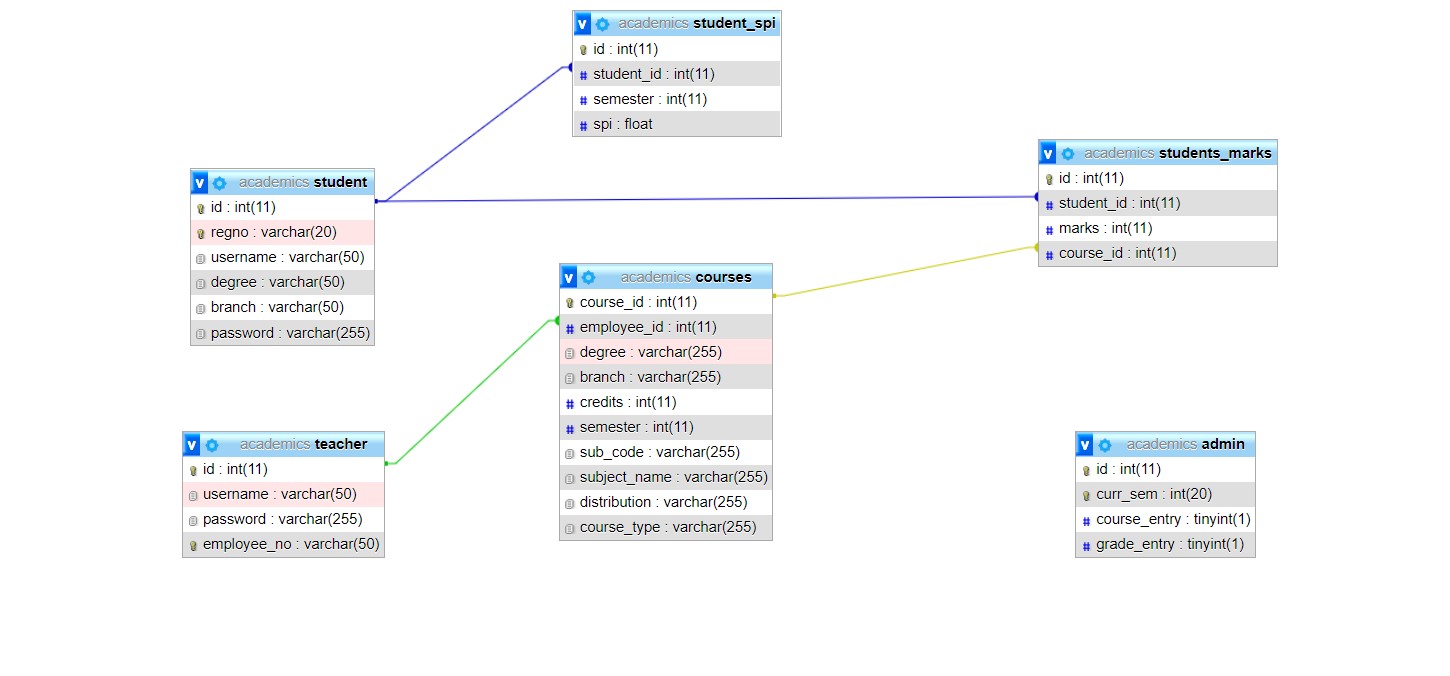 v academics student_spi
id : int(11)
# student_id : int(11)
# semester : int(11)
# spi : float
v academics students_marks
id : int(11)
# student_id : int(11)
# marks : int(11)
# course_id : int(11)
v academics student
id : int(11)
regno : varchar(20)
username : varchar(50)
degree : varchar(50)
branch : varchar(50)
password : varchar(255)
v academics courses
course_id : int(11)
# employee_id : int(11)
degree : varchar(255)
branch : varchar(255)
# credits : int(11)
# semester : int(11)
sub_code : varchar(255)
subject_name : varchar(255)
distribution : varchar(255)
course_type : varchar(255)
v academics teacher
id : int(11)
username : varchar(50)
password : varchar(255)
employee_no : varchar(50)
v academics admin
id : int(11)
curr_sem : int(20)
# course_entry : tinyint(1)
# grade_entry : tinyint(1)